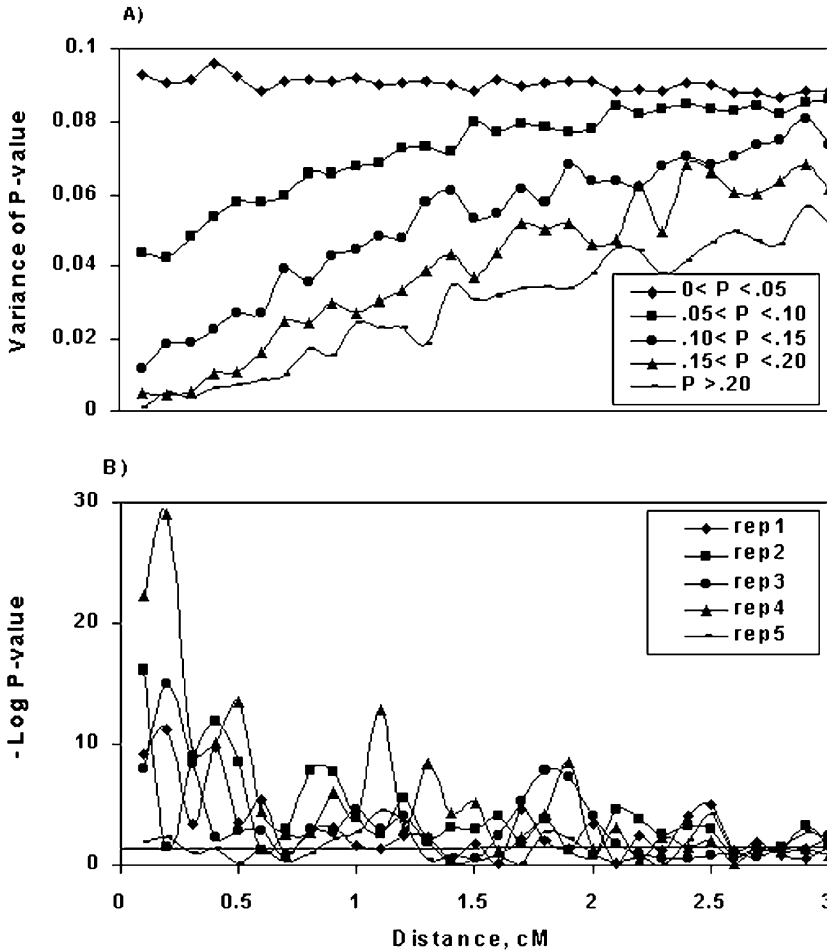 A)
0.1
0.08
0.06
0.04
0.02
0
Variance of P-value
0< P <.05
.05< P <.10
.10< P <.15
.15< P <.20
P >.20
B)
30
20
10
0
- Log P-value
rep1
rep2
rep3
rep4
rep5
0 0.5 1 1.5 2 2.5 3
Distance, cM